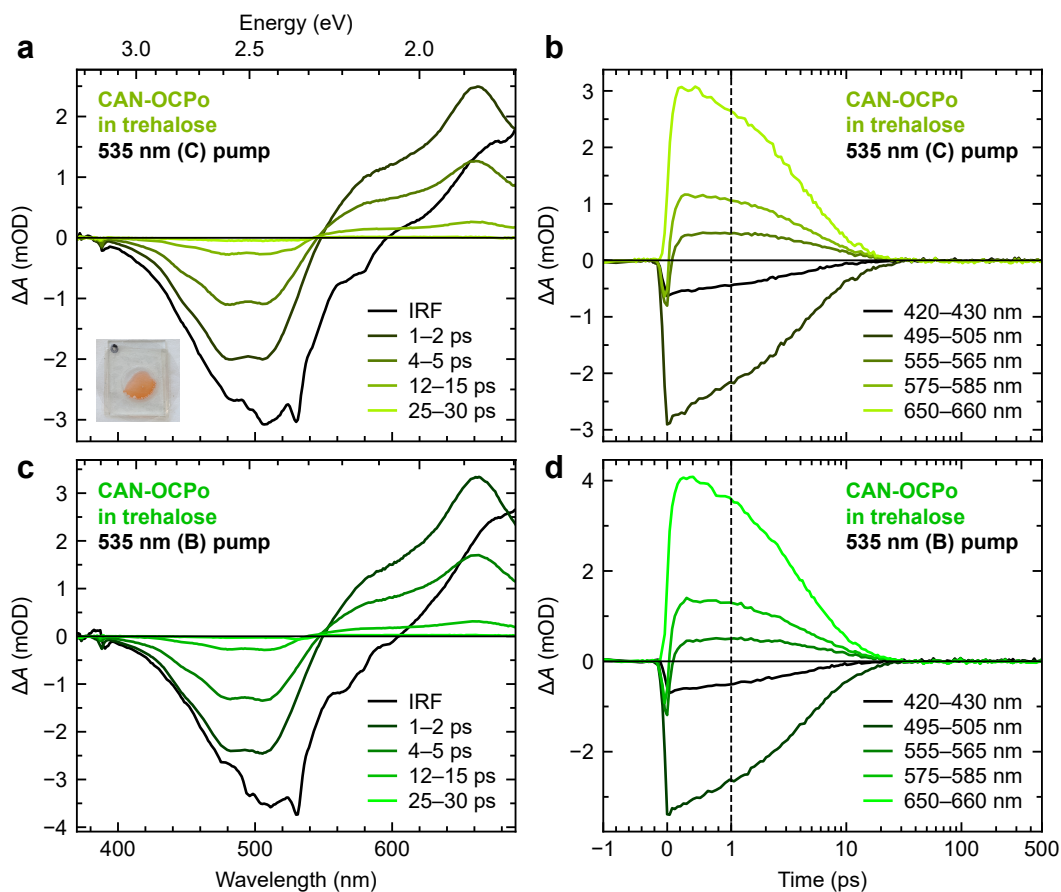 Energy (eV)
3.0 2.5 2.0
a
CAN-OCPo
in trehalose
535 nm (C) pump
2
1
0
−1
−2
−3
ΔA (mOD)
IRF
1–2 ps
4–5 ps
12–15 ps
25–30 ps
b
CAN-OCPo
in trehalose
535 nm (C) pump
3
2
1
0
−1
−2
−3
ΔA (mOD)
420–430 nm
495–505 nm
555–565 nm
575–585 nm
650–660 nm
c
CAN-OCPo
in trehalose
535 nm (B) pump
3
2
1
0
−1
−2
−3
−4
ΔA (mOD)
IRF
1–2 ps
4–5 ps
12–15 ps
25–30 ps
400 500 600
Wavelength (nm)
d
CAN-OCPo
in trehalose
535 nm (B) pump
4
2
0
−2
ΔA (mOD)
420–430 nm
495–505 nm
555–565 nm
575–585 nm
650–660 nm
−1 0 1 10 100 500
Time (ps)